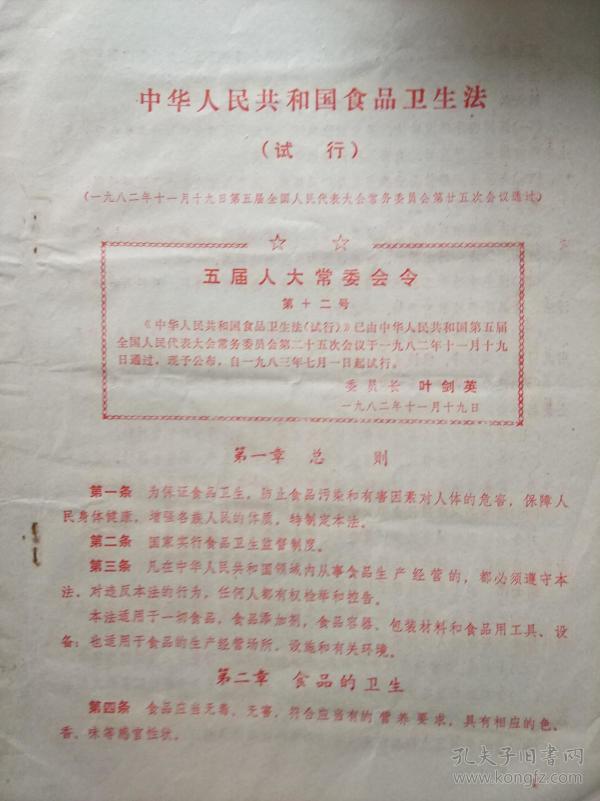 中华人民共和国食品卫生法
（试 行）
（一九八二年十一月十九日第五届全国人民代表大会常务委员会第廿五次会议通过）
☆ ☆
五届人大常委会令
第十二号
《中华人民共和国食品卫生法（试行）》已由中华人民共和国第五届
全国人民代表大会常务委员会第二十五次会议于一九八二年十一月十九
日通过，现予公布，自一九八三年七月一日起试行。
委员长 叶剑英
一九八二年十一月十九日
第一章 总 则
第一条 为保证食品卫生，防止食品污染和有害因素对人体的危害，保障人
民身体健康，增强各族人民的体质，特制定本法。
第二条 国家实行食品卫生监督制度。
第三条 凡在中华人民共和国领域内从事食品生产经营的，都必须遵守本
法。对违反本法的行为，任何人都有权检举和控告。
本法适用于一切食品，食品添加剂，食品容器、包装材料和食品用工具、设
备；也适用于食品的生产经营场所、设施和有关环境。
第二章 食品的卫生
第四条 食品应当无毒、无害，符合应当有的营养要求，具有相应的色、
香、味等感官性状。
孔夫子旧书网
www.kongfz.com